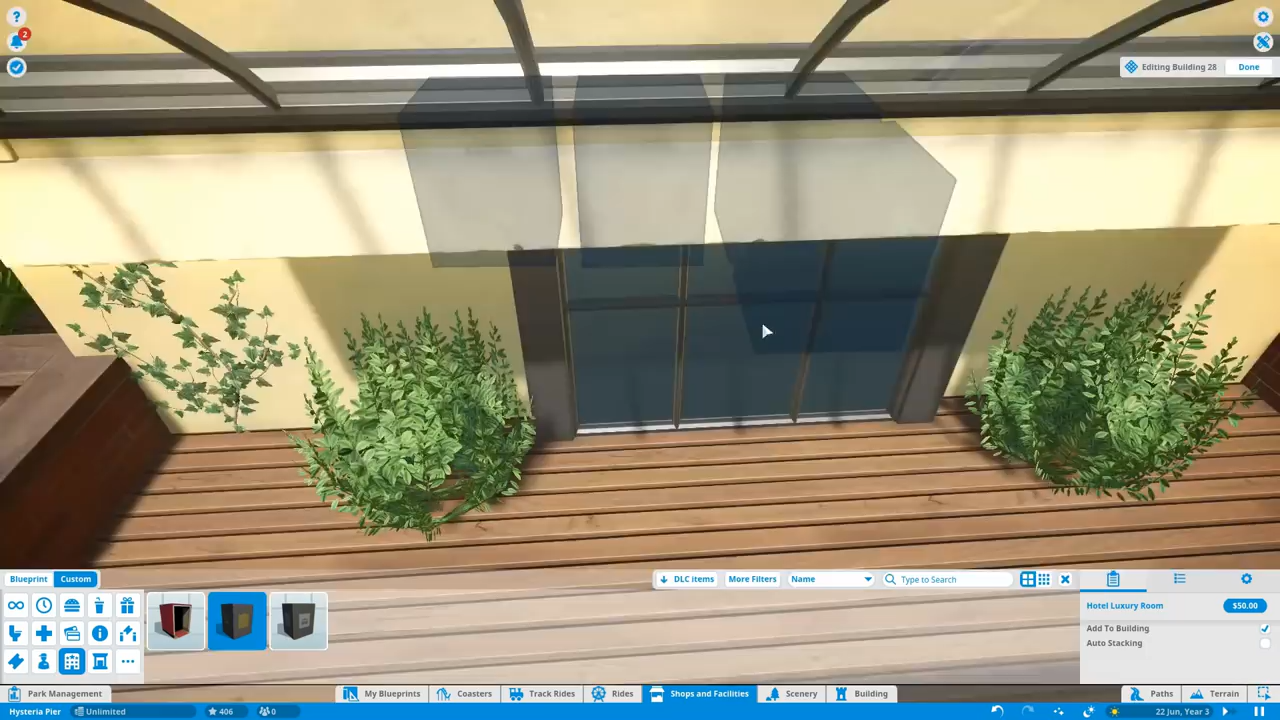 ?
2
Editing Building 28 Done
Blueprint Custom
DLC items More Filters Name Type to Search
Hotel Luxury Room $50.00
Add To Building
Auto Stacking
Park Management My Blueprints Coasters Track Rides Rides Shops and Facilities Scenery Building Paths Terrain
Hysteria Pier Unlimited 406 0 22 Jun, Year 3